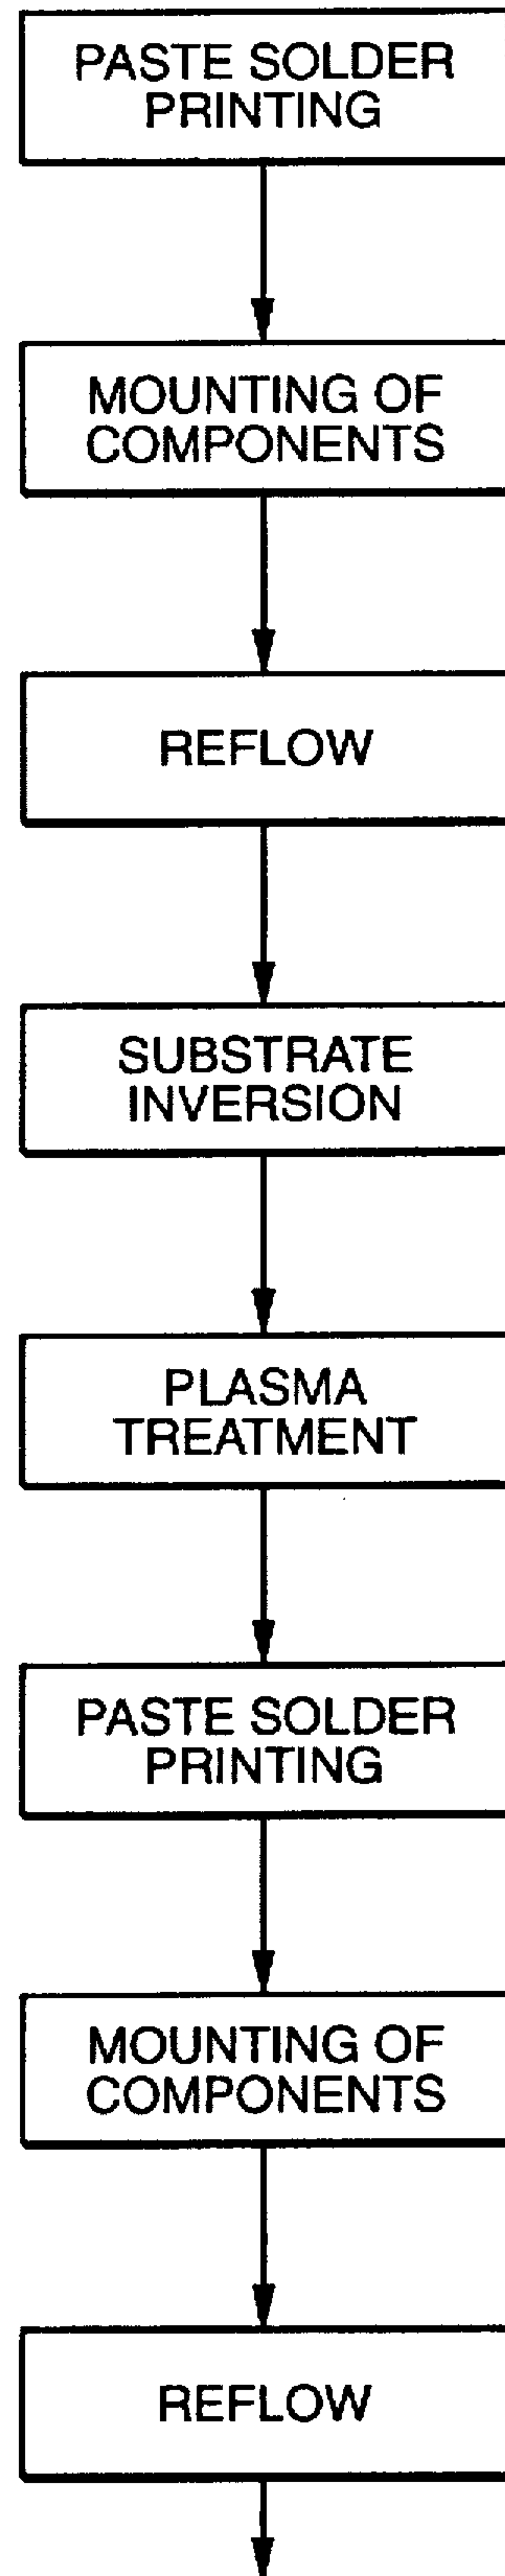 PASTE SOLDER
PRINTING
MOUNTING OF
COMPONENTS
REFLOW
SUBSTRATE
INVERSION
PLASMA
TREATMENT
PASTE SOLDER
PRINTING
MOUNTING OF
COMPONENTS
REFLOW